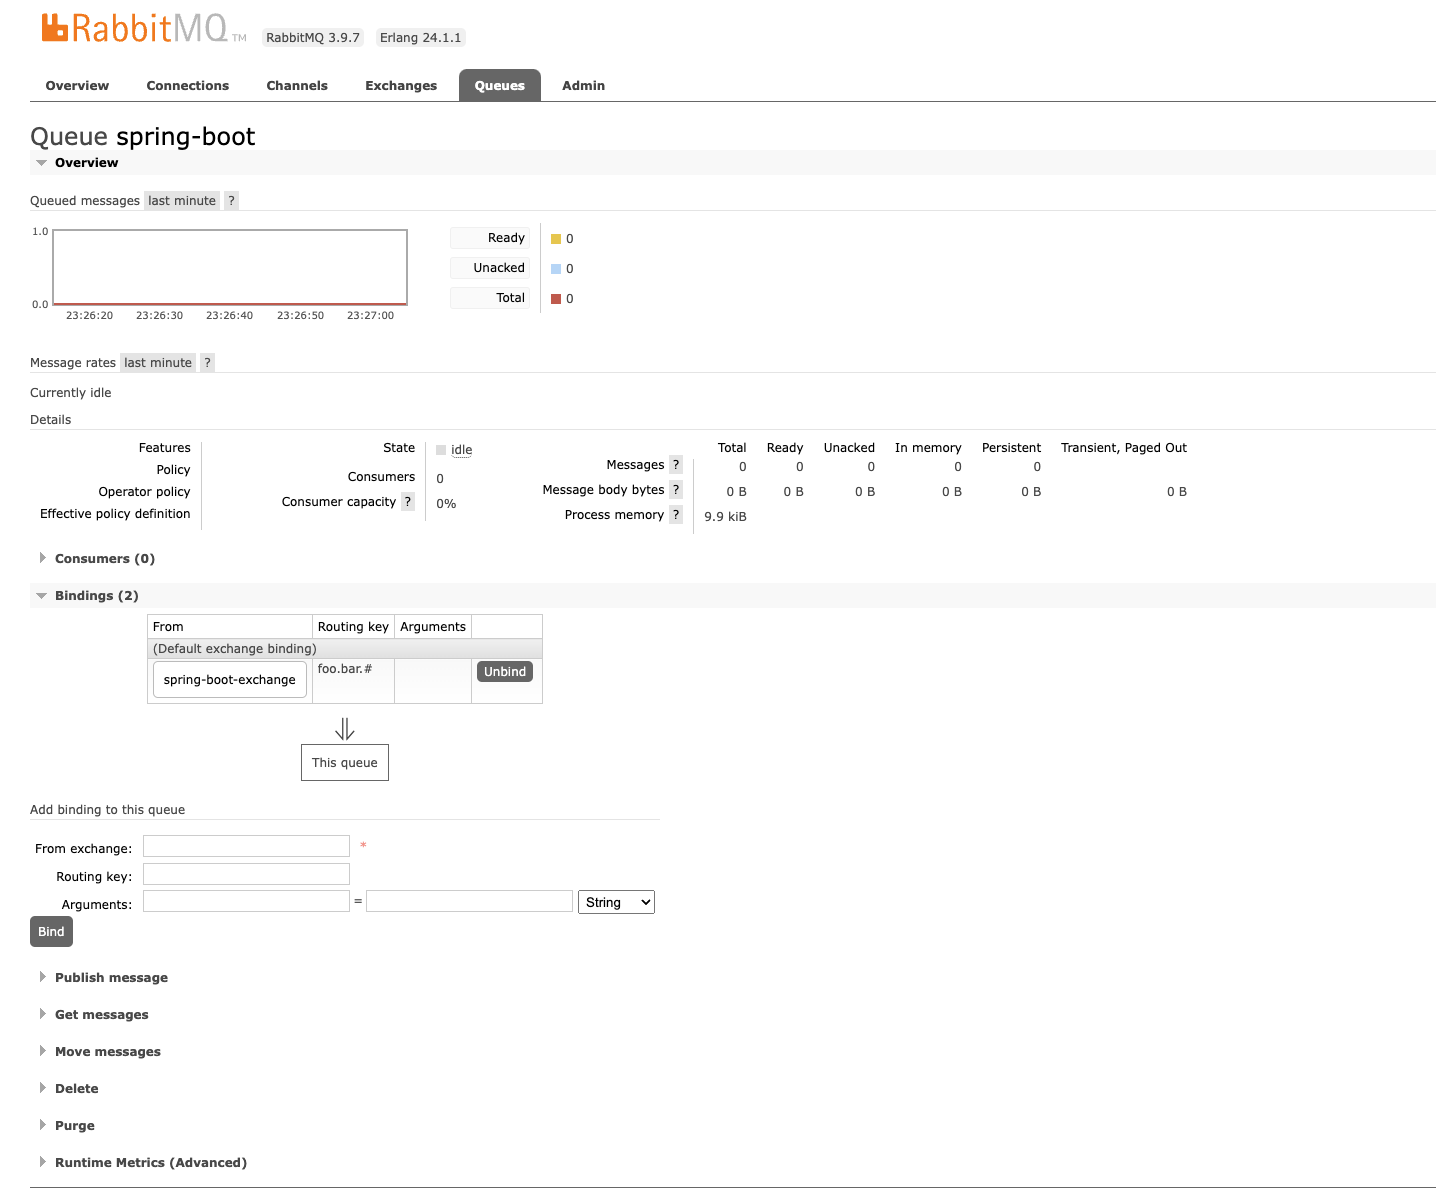 RabbitMQ TM RabbitMQ 3.9.7 Erlang 24.1.1
Overview Connections Channels Exchanges Queues Admin
Queue spring-boot
Overview
Queued messages last minute ?
1.0
0.0
23:26:20 23:26:30 23:26:40 23:26:50 23:27:00
Ready 0
Unacked 0
Total 0
Message rates last minute ?
Currently idle
Details
Features
Policy
Operator policy
Effective policy definition
State idle
Consumers 0
Consumer capacity ? 0%
Total Ready Unacked In memory Persistent Transient, Paged Out
Messages ? 0 0 0 0 0
Message body bytes ? 0 B 0 B 0 B 0 B 0 B 0 B
Process memory ? 9.9 kiB
Consumers (0)
Bindings (2)
From Routing key Arguments
(Default exchange binding)
spring-boot-exchange foo.bar.# Unbind
⇓
This queue
Add binding to this queue
From exchange: *
Routing key:
Arguments: = String
Bind
Publish message
Get messages
Move messages
Delete
Purge
Runtime Metrics (Advanced)